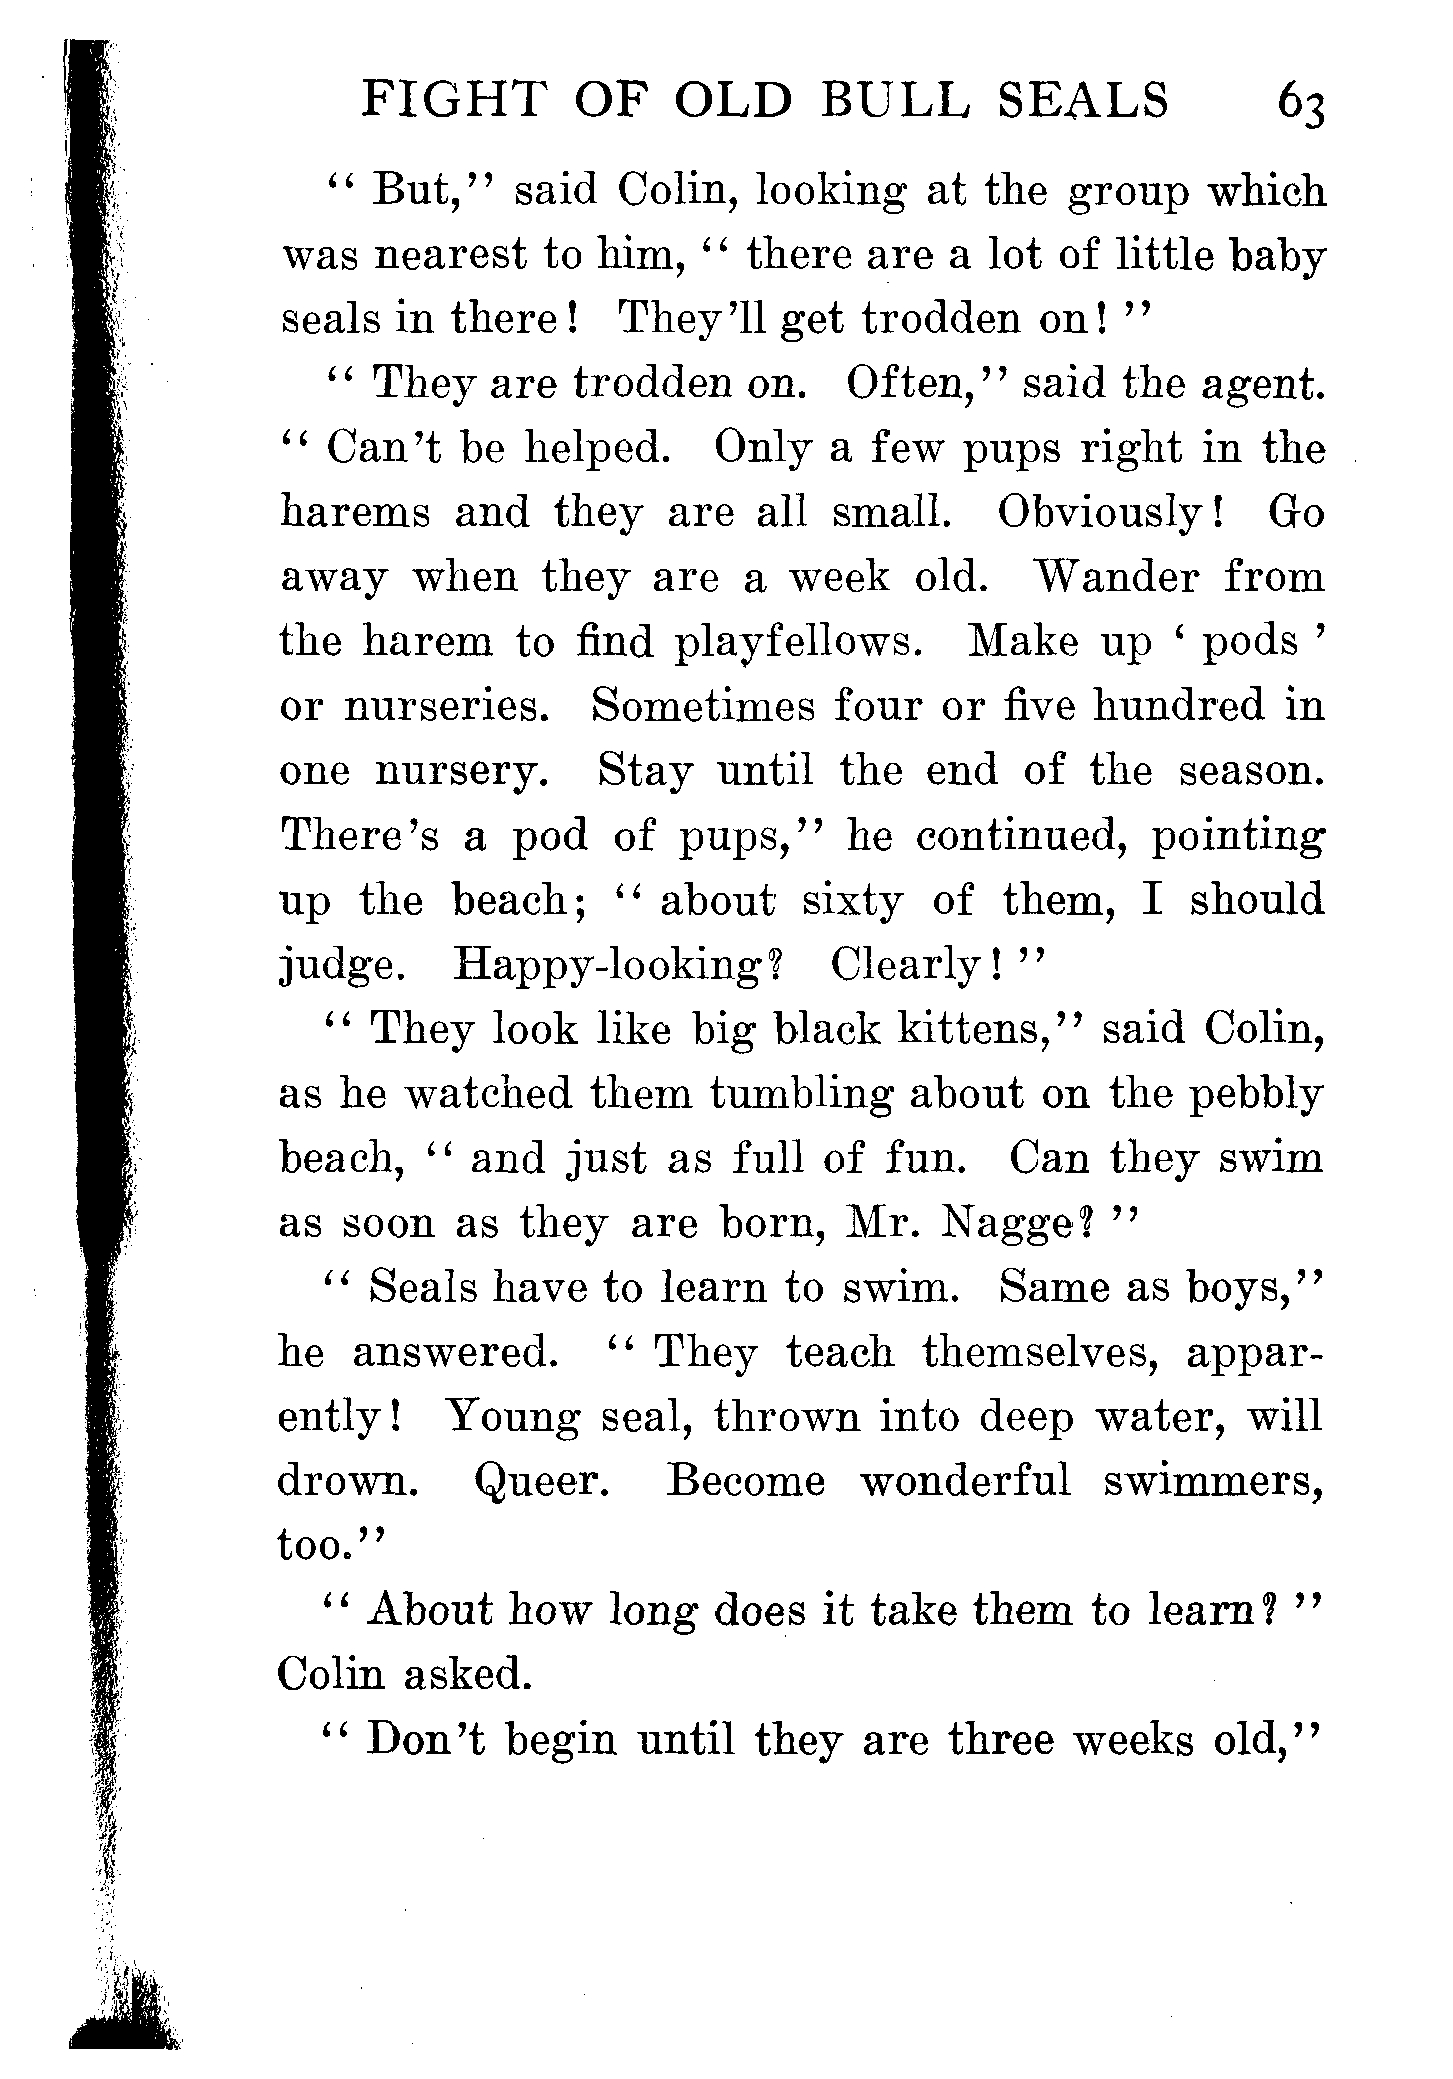 FIGHT OF OLD BULL SEALS 63
“ But,” said Colin, looking at the group which
was nearest to him, “ there are a lot of little baby
seals in there! They’ll get trodden on! ”
“ They are trodden on. Often,” said the agent.
“ Can’t be helped. Only a few pups right in the
harems and they are all small. Obviously! Go
away when they are a week old. Wander from
the harem to find playfellows. Make up ‘ pods ’
or nurseries. Sometimes four or five hundred in
one nursery. Stay until the end of the season.
There’s a pod of pups,” he continued, pointing
up the beach; “ about sixty of them, I should
judge. Happy-looking? Clearly! ”
“ They look like big black kittens,” said Colin,
as he watched them tumbling about on the pebbly
beach, “ and just as full of fun. Can they swim
as soon as they are born, Mr. Nagge? ”
“ Seals have to learn to swim. Same as boys,”
he answered. “ They teach themselves, appar-
ently! Young seal, thrown into deep water, will
drown. Queer. Become wonderful swimmers,
too.”
“ About how long does it take them to learn? ”
Colin asked.
“ Don’t begin until they are three weeks old,”